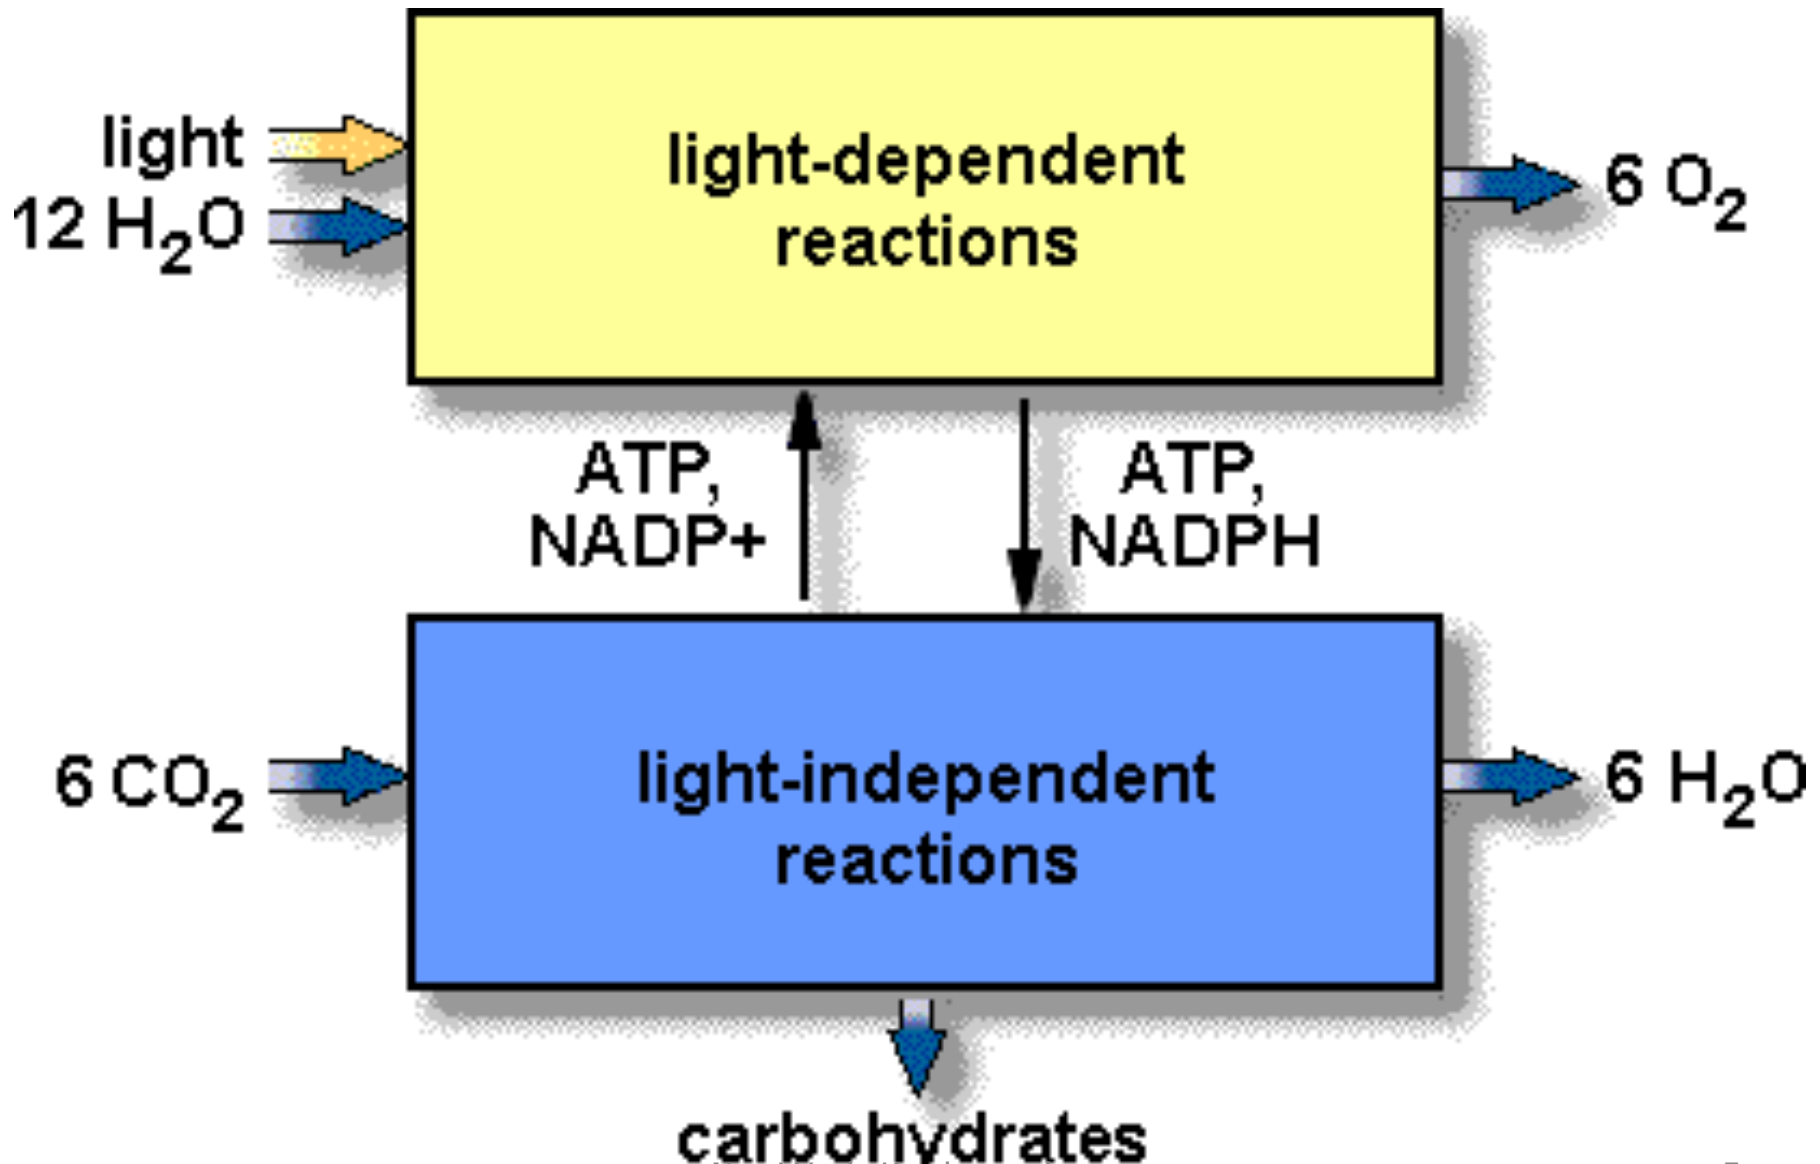 light
12 H₂O
light-dependent
reactions
6 O₂
ATP,
NADP+
ATP,
NADPH
6 CO₂
light-independent
reactions
6 H₂O
carbohydrates